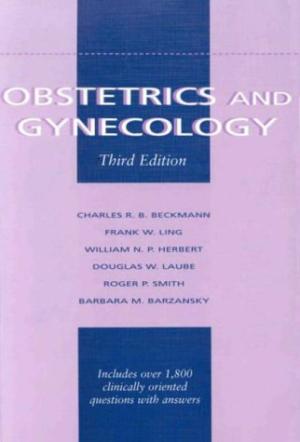 OBSTETRICS AND
GYNECOLOGY
Third Edition
CHARLES R. B. BECKMANN
FRANK W. LING
WILLIAM N. P. HERBERT
DOUGLAS W. LAUBE
ROGER P. SMITH
BARBARA M. BARZANSKY
Includes over 1,800
clinically oriented
questions with answers